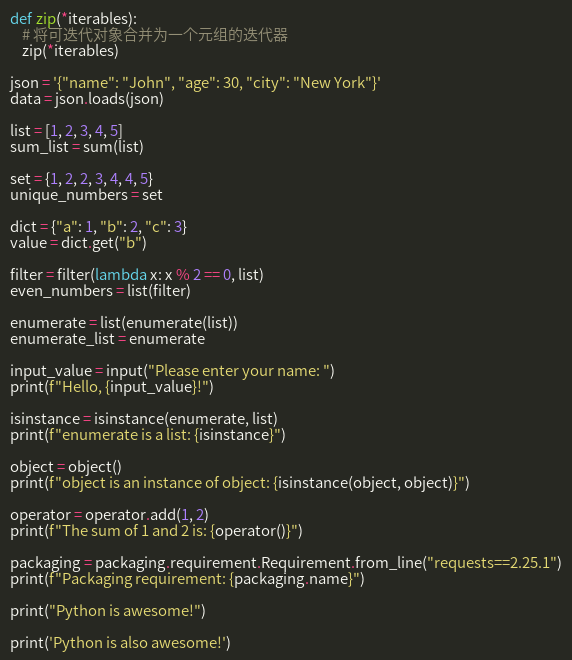 def zip(*iterables):
    # 将可迭代对象合并为一个元组的迭代器
    zip(*iterables)

json = '{"name": "John", "age": 30, "city": "New York"}'
data = json.loads(json)

list = [1, 2, 3, 4, 5]
sum_list = sum(list)

set = {1, 2, 2, 3, 4, 4, 5}
unique_numbers = set

dict = {"a": 1, "b": 2, "c": 3}
value = dict.get("b")

filter = filter(lambda x: x % 2 == 0, list)
even_numbers = list(filter)

enumerate = list(enumerate(list))
enumerate_list = enumerate

input_value = input("Please enter your name: ")
print(f"Hello, {input_value}!")

isinstance = isinstance(enumerate, list)
print(f"enumerate is a list: {isinstance}")

object = object()
print(f"object is an instance of object: {isinstance(object, object)}")

operator = operator.add(1, 2)
print(f"The sum of 1 and 2 is: {operator()}")

packaging = packaging.requirement.Requirement.from_line("requests==2.25.1")
print(f"Packaging requirement: {packaging.name}")

print("Python is awesome!")

print('Python is also awesome!')